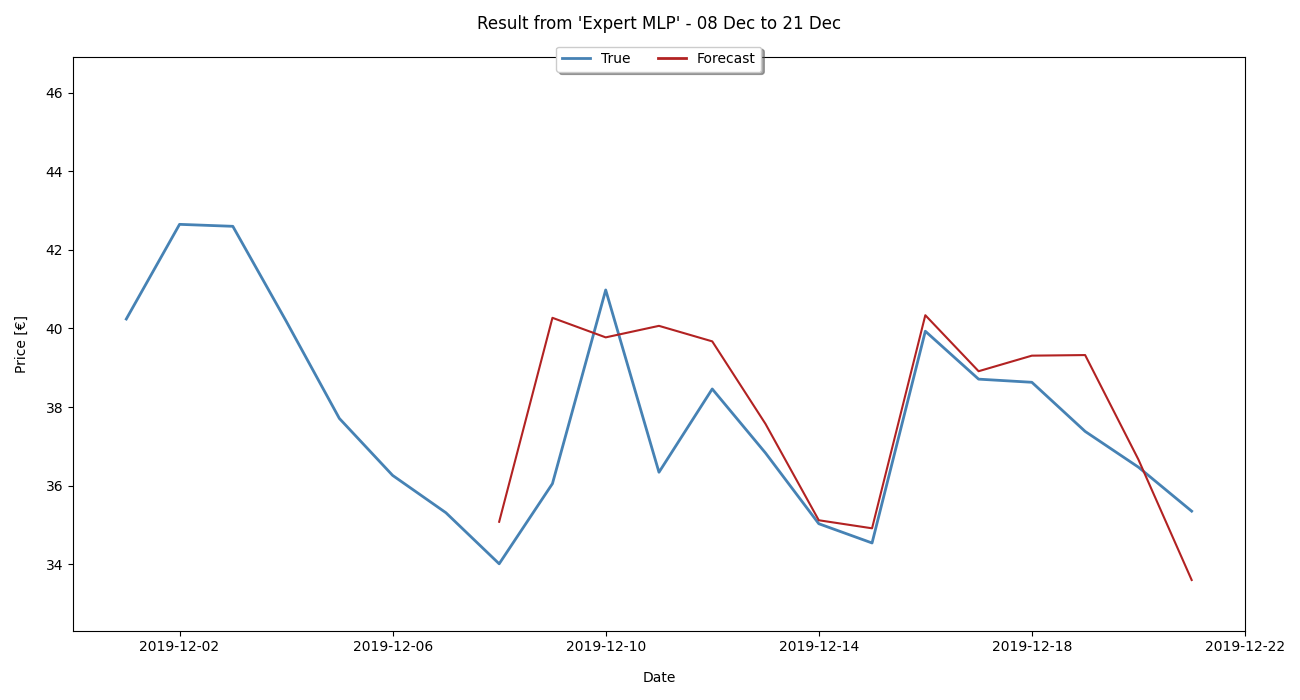 Result from 'Expert MLP' - 08 Dec to 21 Dec
True Forecast
46
44
42
40
38
36
34
Price [€]
2019-12-02 2019-12-06 2019-12-10 2019-12-14 2019-12-18 2019-12-22
Date